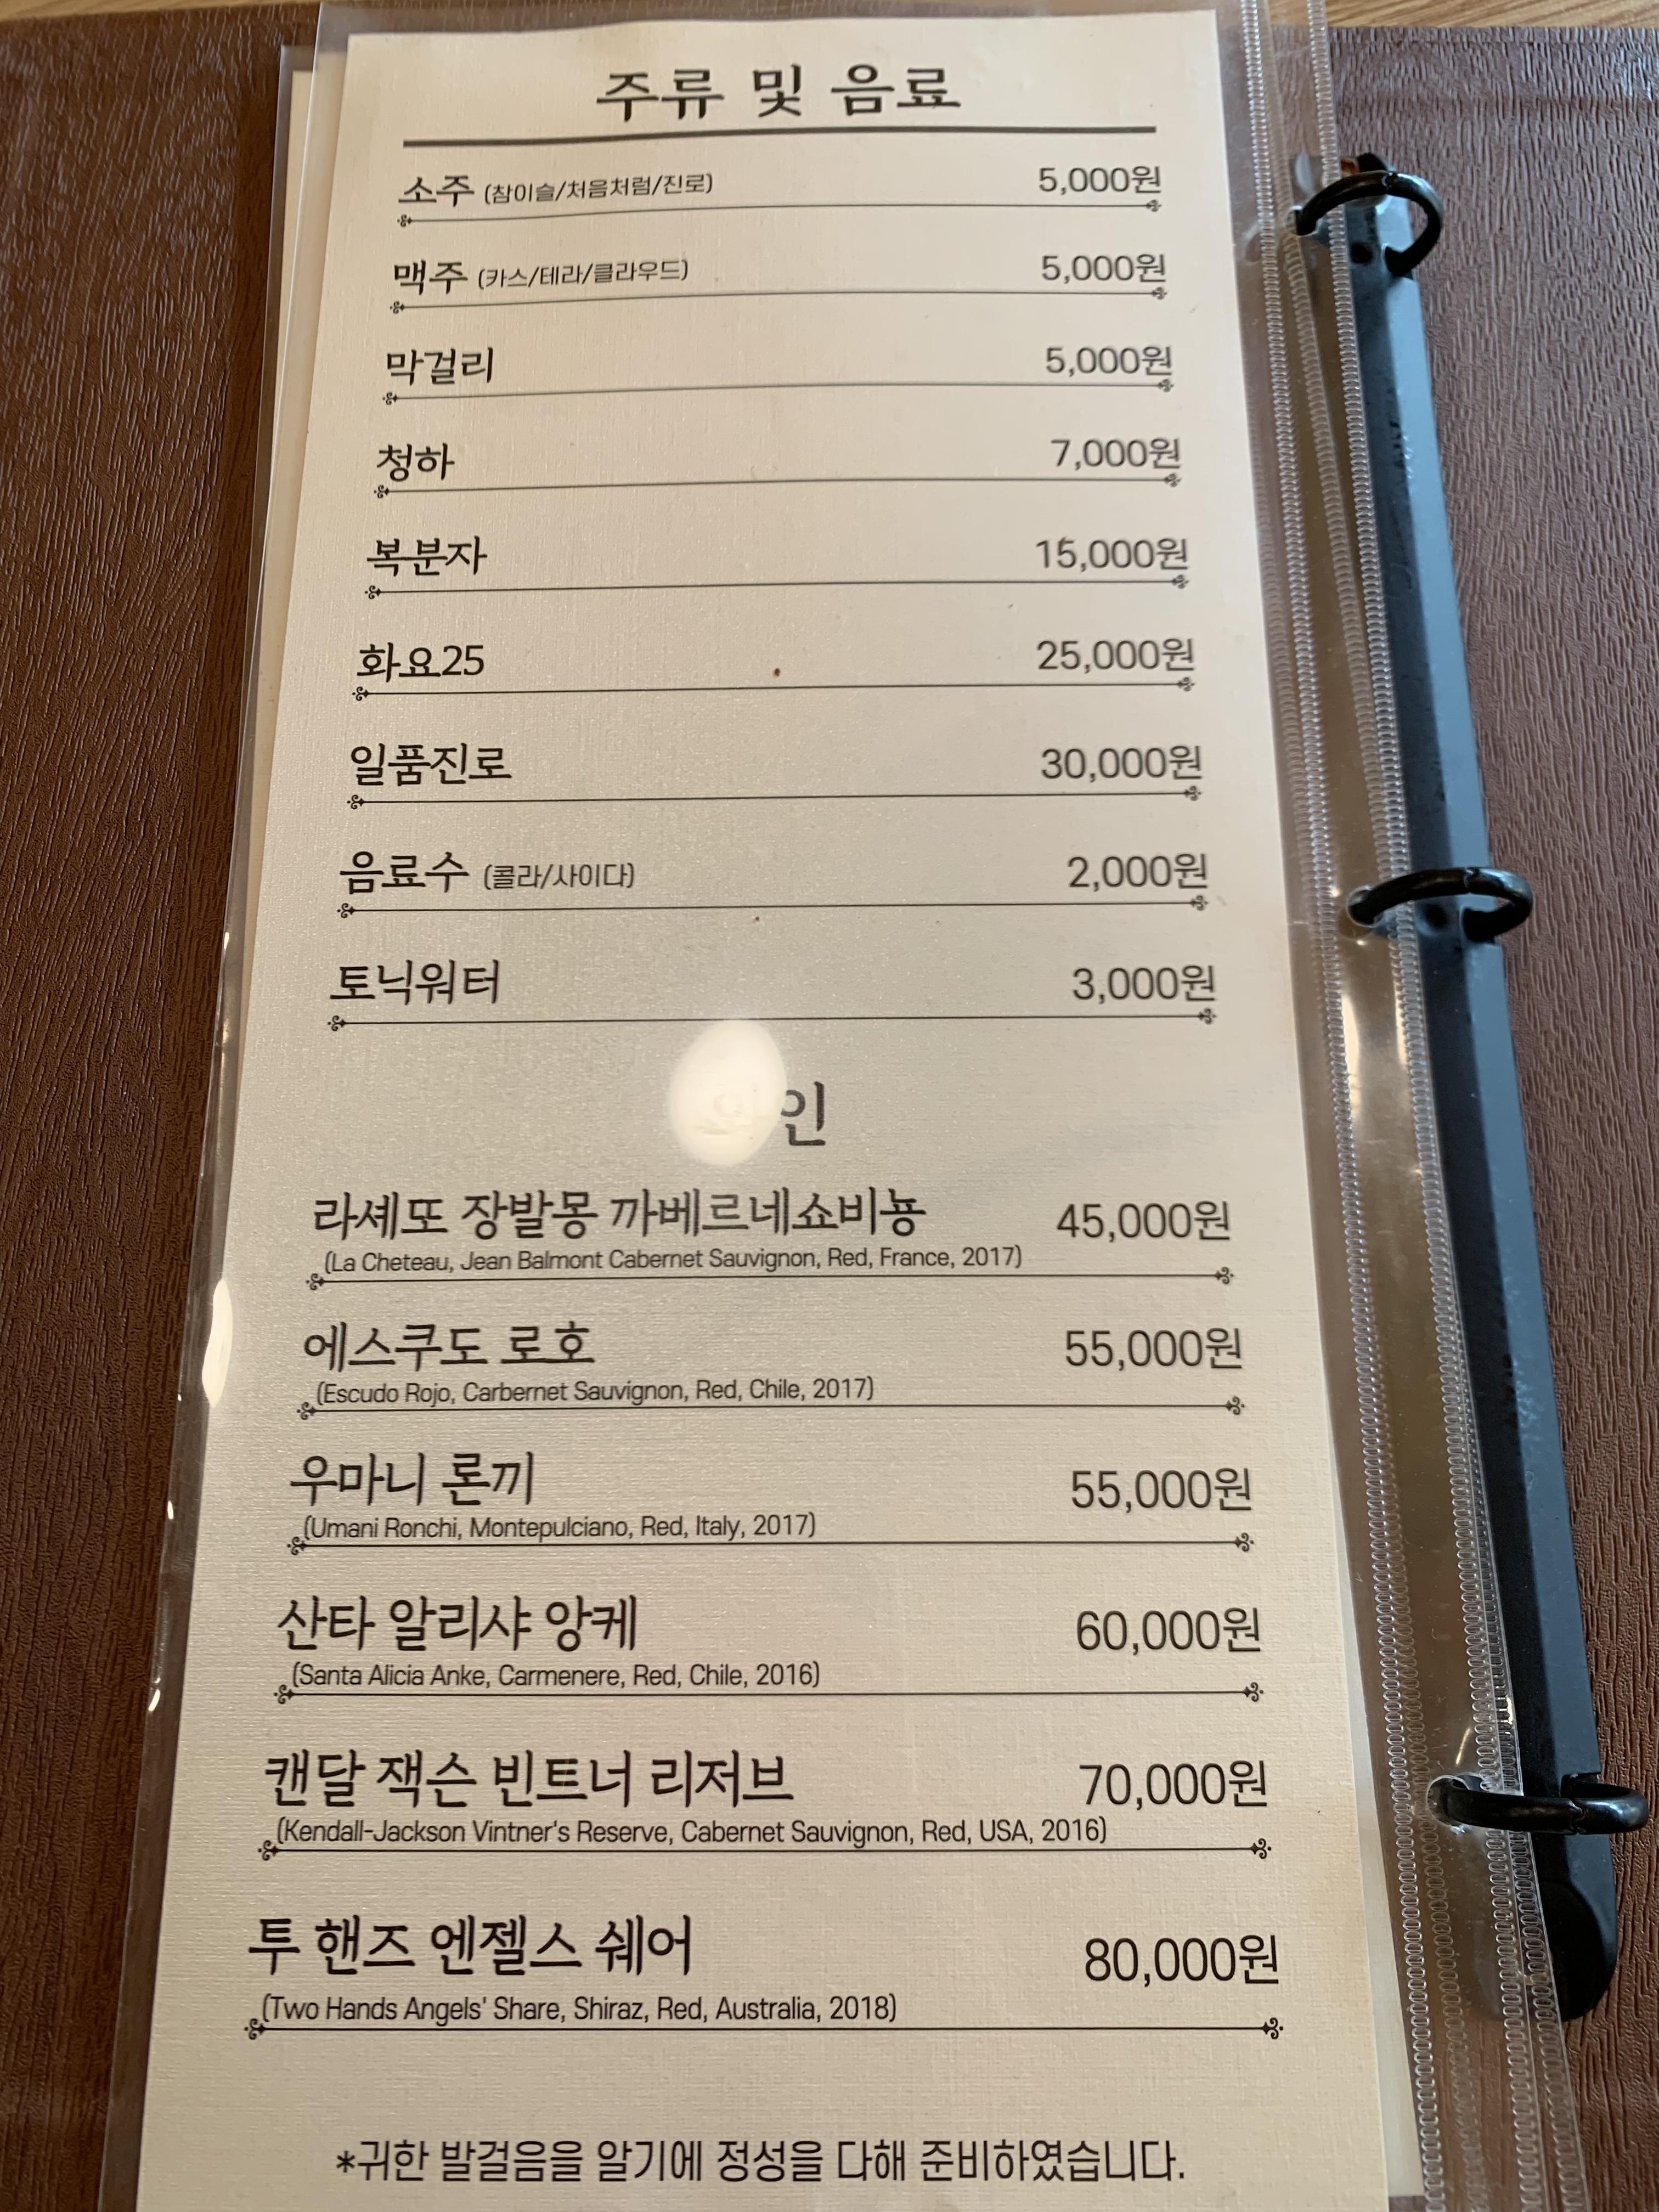 주류 및 음료
소주 (참이슬/처음처럼/진로) 5,000원
맥주 (카스/테라/클라우드) 5,000원
막걸리 5,000원
청하 7,000원
복분자 15,000원
화요25 25,000원
일품진로 30,000원
음료수 (콜라/사이다) 2,000원
토닉워터 3,000원
와인
라셰또 장발몽 까베르네쇼비뇽 45,000원
(La Cheteau, Jean Balmont Cabernet Sauvignon, Red, France, 2017)
에스쿠도 로호 55,000원
(Escudo Rojo, Carbernet Sauvignon, Red, Chile, 2017)
우마니 론끼 55,000원
(Umani Ronchi, Montepulciano, Red, Italy, 2017)
산타 알리샤 앙케 60,000원
(Santa Alicia Anke, Carmenere, Red, Chile, 2016)
캔달 잭슨 빈트너 리저브 70,000원
(Kendall-Jackson Vintner's Reserve, Cabernet Sauvignon, Red, USA, 2016)
투 핸즈 엔젤스 쉐어 80,000원
(Two Hands Angels' Share, Shiraz, Red, Australia, 2018)
*귀한 발걸음을 알기에 정성을 다해 준비하였습니다.